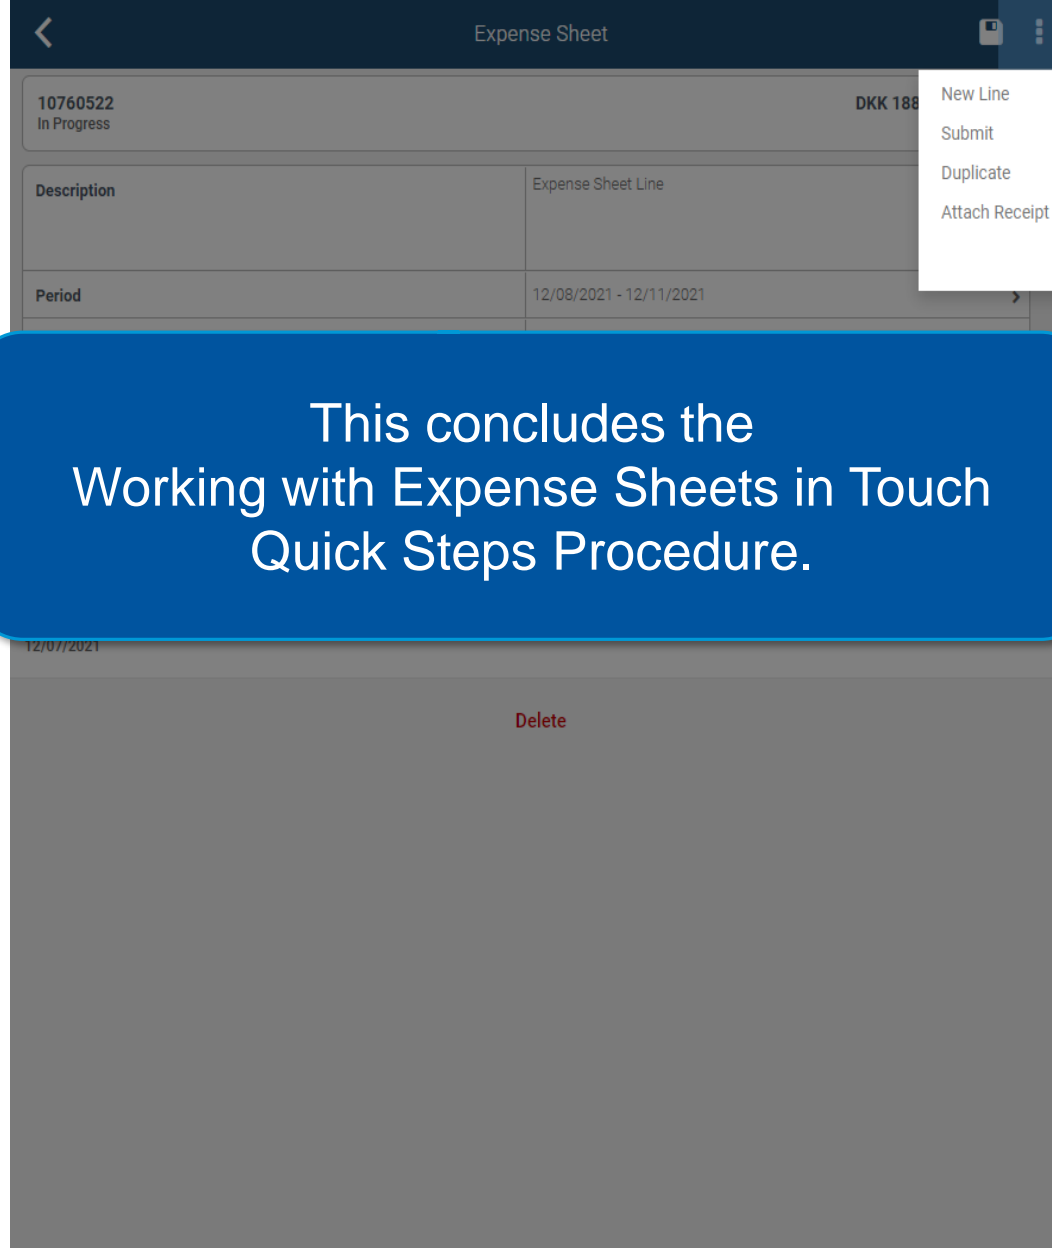 Expense Sheet
10760522
In Progress
DKK 188
New Line
Submit
Duplicate
Attach Receipt
Description
Expense Sheet Line
Period
12/08/2021 - 12/11/2021
This concludes the
Working with Expense Sheets in Touch
Quick Steps Procedure.
12/07/2021
Delete